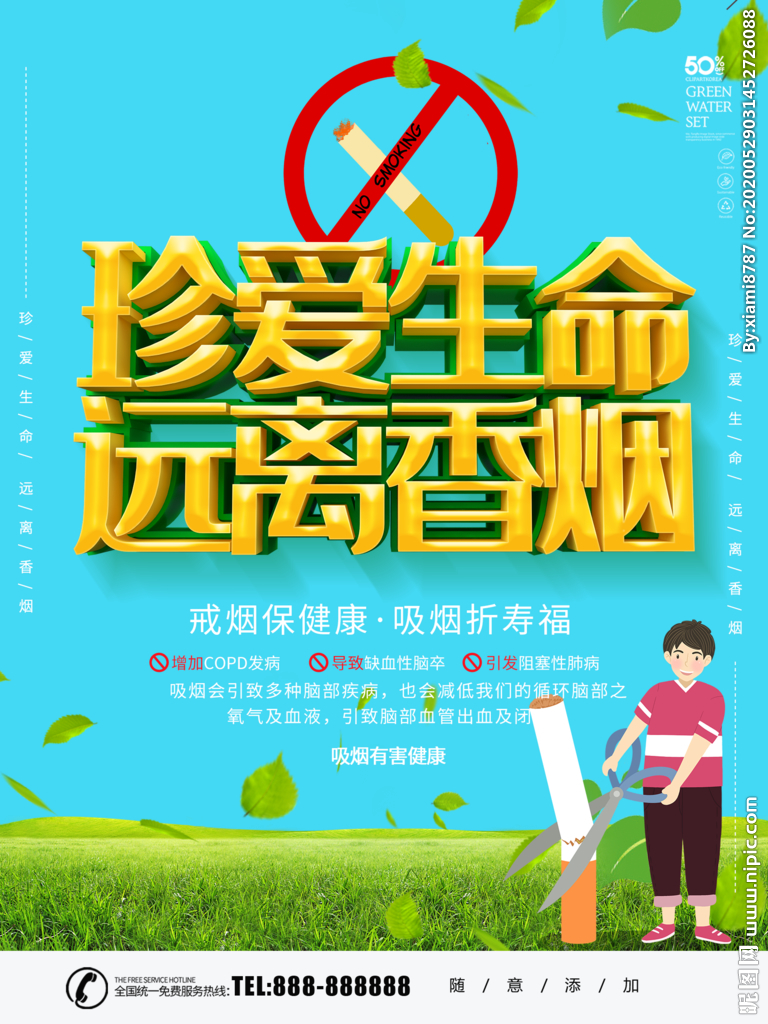 50%
GREEN
WATER
SET
NO SMOKING
珍爱生命
远离香烟
珍/爱/生/命/ 远/离/香/烟
珍/爱/生/命/ 远/离/香/烟
戒烟保健康·吸烟折寿福
增加COPD发病 导致缺血性脑卒 引发阻塞性肺病
吸烟会引致多种脑部疾病，也会减低我们的循环脑部之
氧气及血液，引致脑部血管出血及闭
吸烟有害健康
THE FREE SERVICE HOTLINE
全国统一免费服务热线:
TEL:888-888888
随 / 意 / 添 / 加
By:xiami8787 No:20200529031452726088
昵图网 www.nipic.com